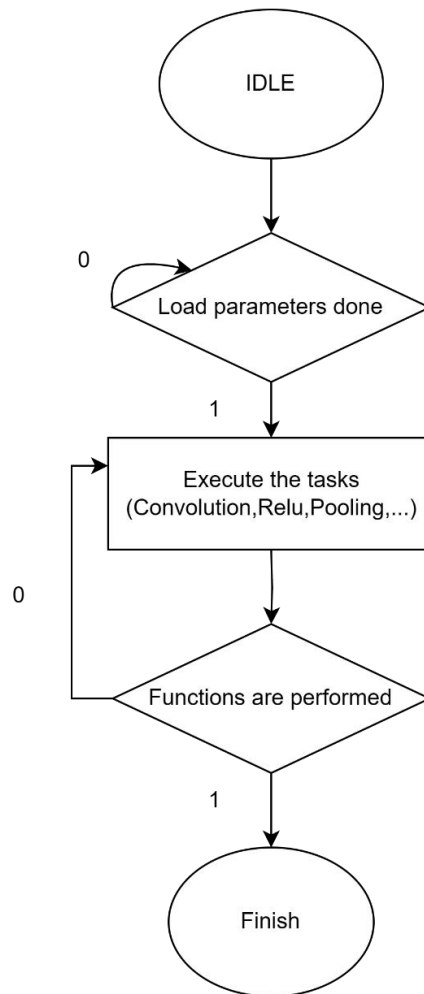 IDLE
0
Load parameters done
1
Execute the tasks
(Convolution,Relu,Pooling,...)
0
Functions are performed
1
Finish